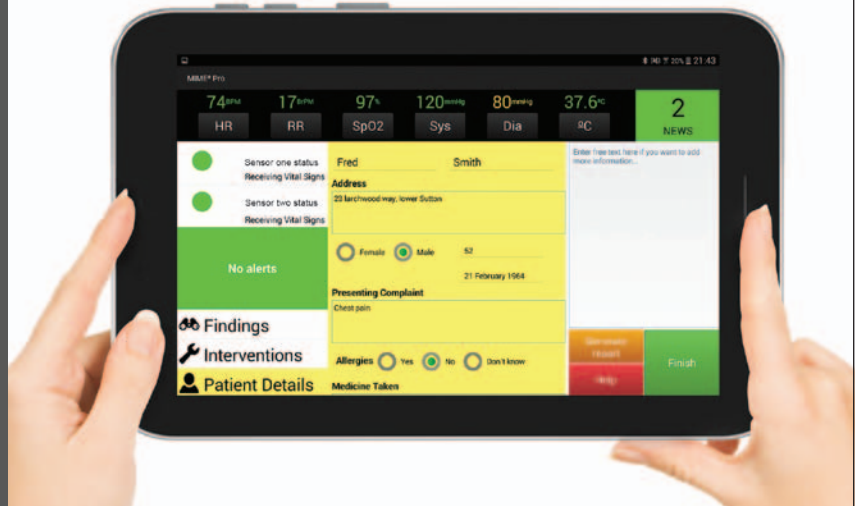 21:43
MIME® Pro
74BPM 17BrPM 97% 120mmHg 80mmHg 37.6°C 2
HR RR SpO2 Sys Dia ºC NEWS
Sensor one status
Receiving Vital Signs
Sensor two status
Receiving Vital Signs
No alerts
Findings
Interventions
Patient Details
Fred Smith
Address
23 larchwood way, lower Sutton
Female Male 52
21 February 1964
Presenting Complaint
Chest pain
Allergies Yes No Don't know
Medicine Taken
Enter free text here if you want to add
more information...
Generate
report
Help
Finish